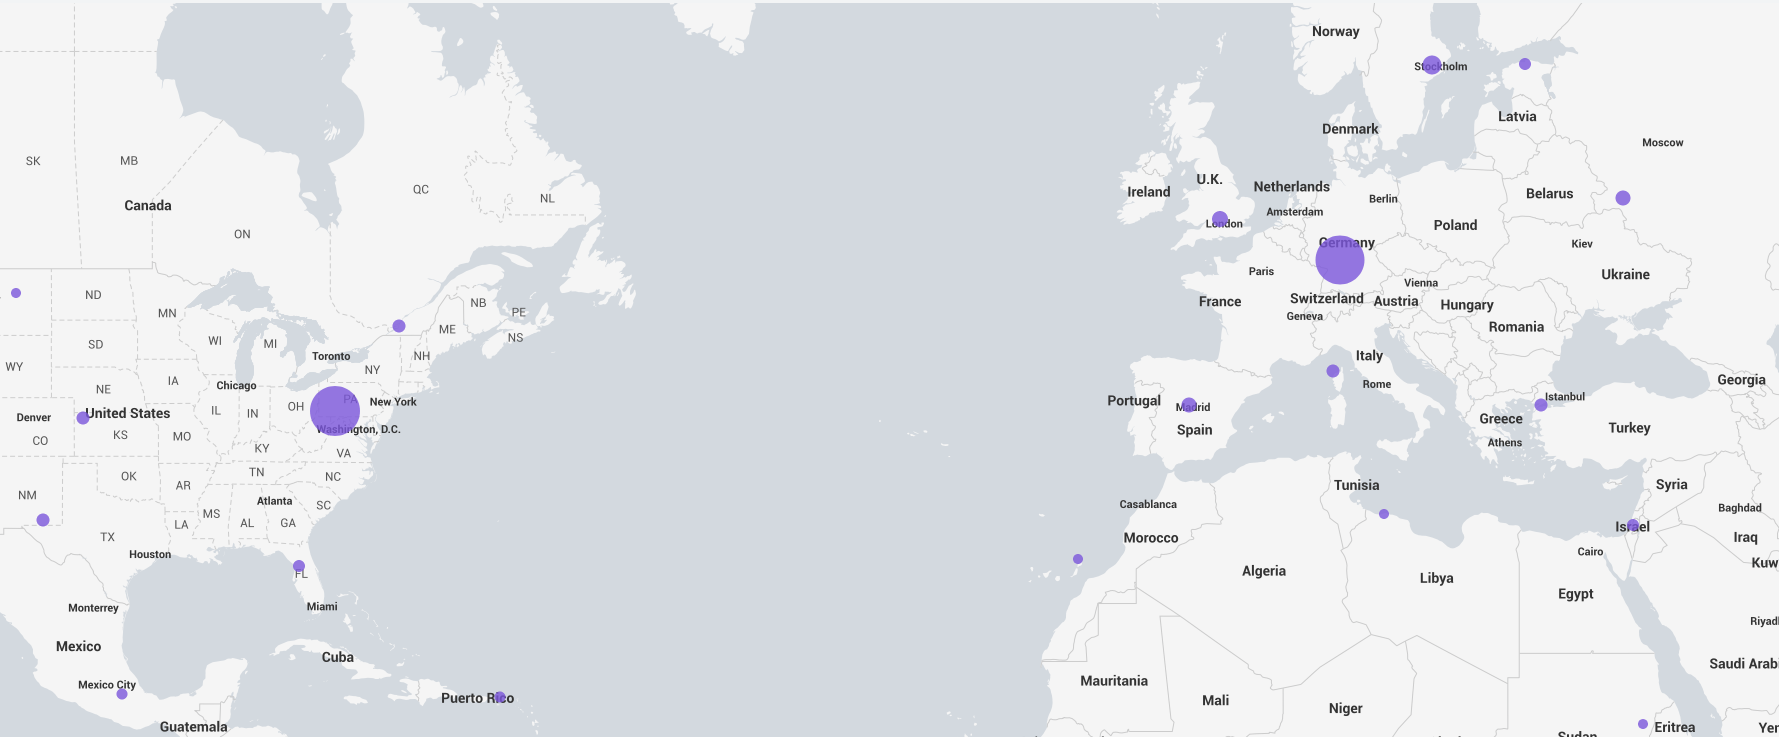 Norway
Stockholm
Latvia
Denmark
Moscow
SK
MB
QC
NL
U.K.
Ireland
Netherlands
Berlin
Belarus
Canada
London
Amsterdam
Poland
ON
Germany
Kiev
Paris
Ukraine
Vienna
ND
NB
PE
France
Switzerland
Austria
Hungary
MN
ME
NS
Geneva
Romania
WI
MI
Toronto
NH
Italy
WY
SD
NY
IA
Chicago
Rome
Georgia
NE
PA
New York
Portugal
Madrid
Istanbul
Denver
United States
IL
IN
OH
Washington, D.C.
Spain
Greece
Turkey
CO
KS
MO
KY
VA
Athens
OK
TN
NC
Tunisia
Syria
NM
AR
Atlanta
SC
Casablanca
Baghdad
MS
LA
AL
GA
Israel
TX
Morocco
Iraq
Houston
Cairo
Kuw
FL
Algeria
Libya
Egypt
Monterrey
Miami
Riyad
Mexico
Cuba
Saudi Arabi
Mexico City
Mauritania
Puerto Rico
Mali
Niger
Guatemala
Sudan
Eritrea
Yer